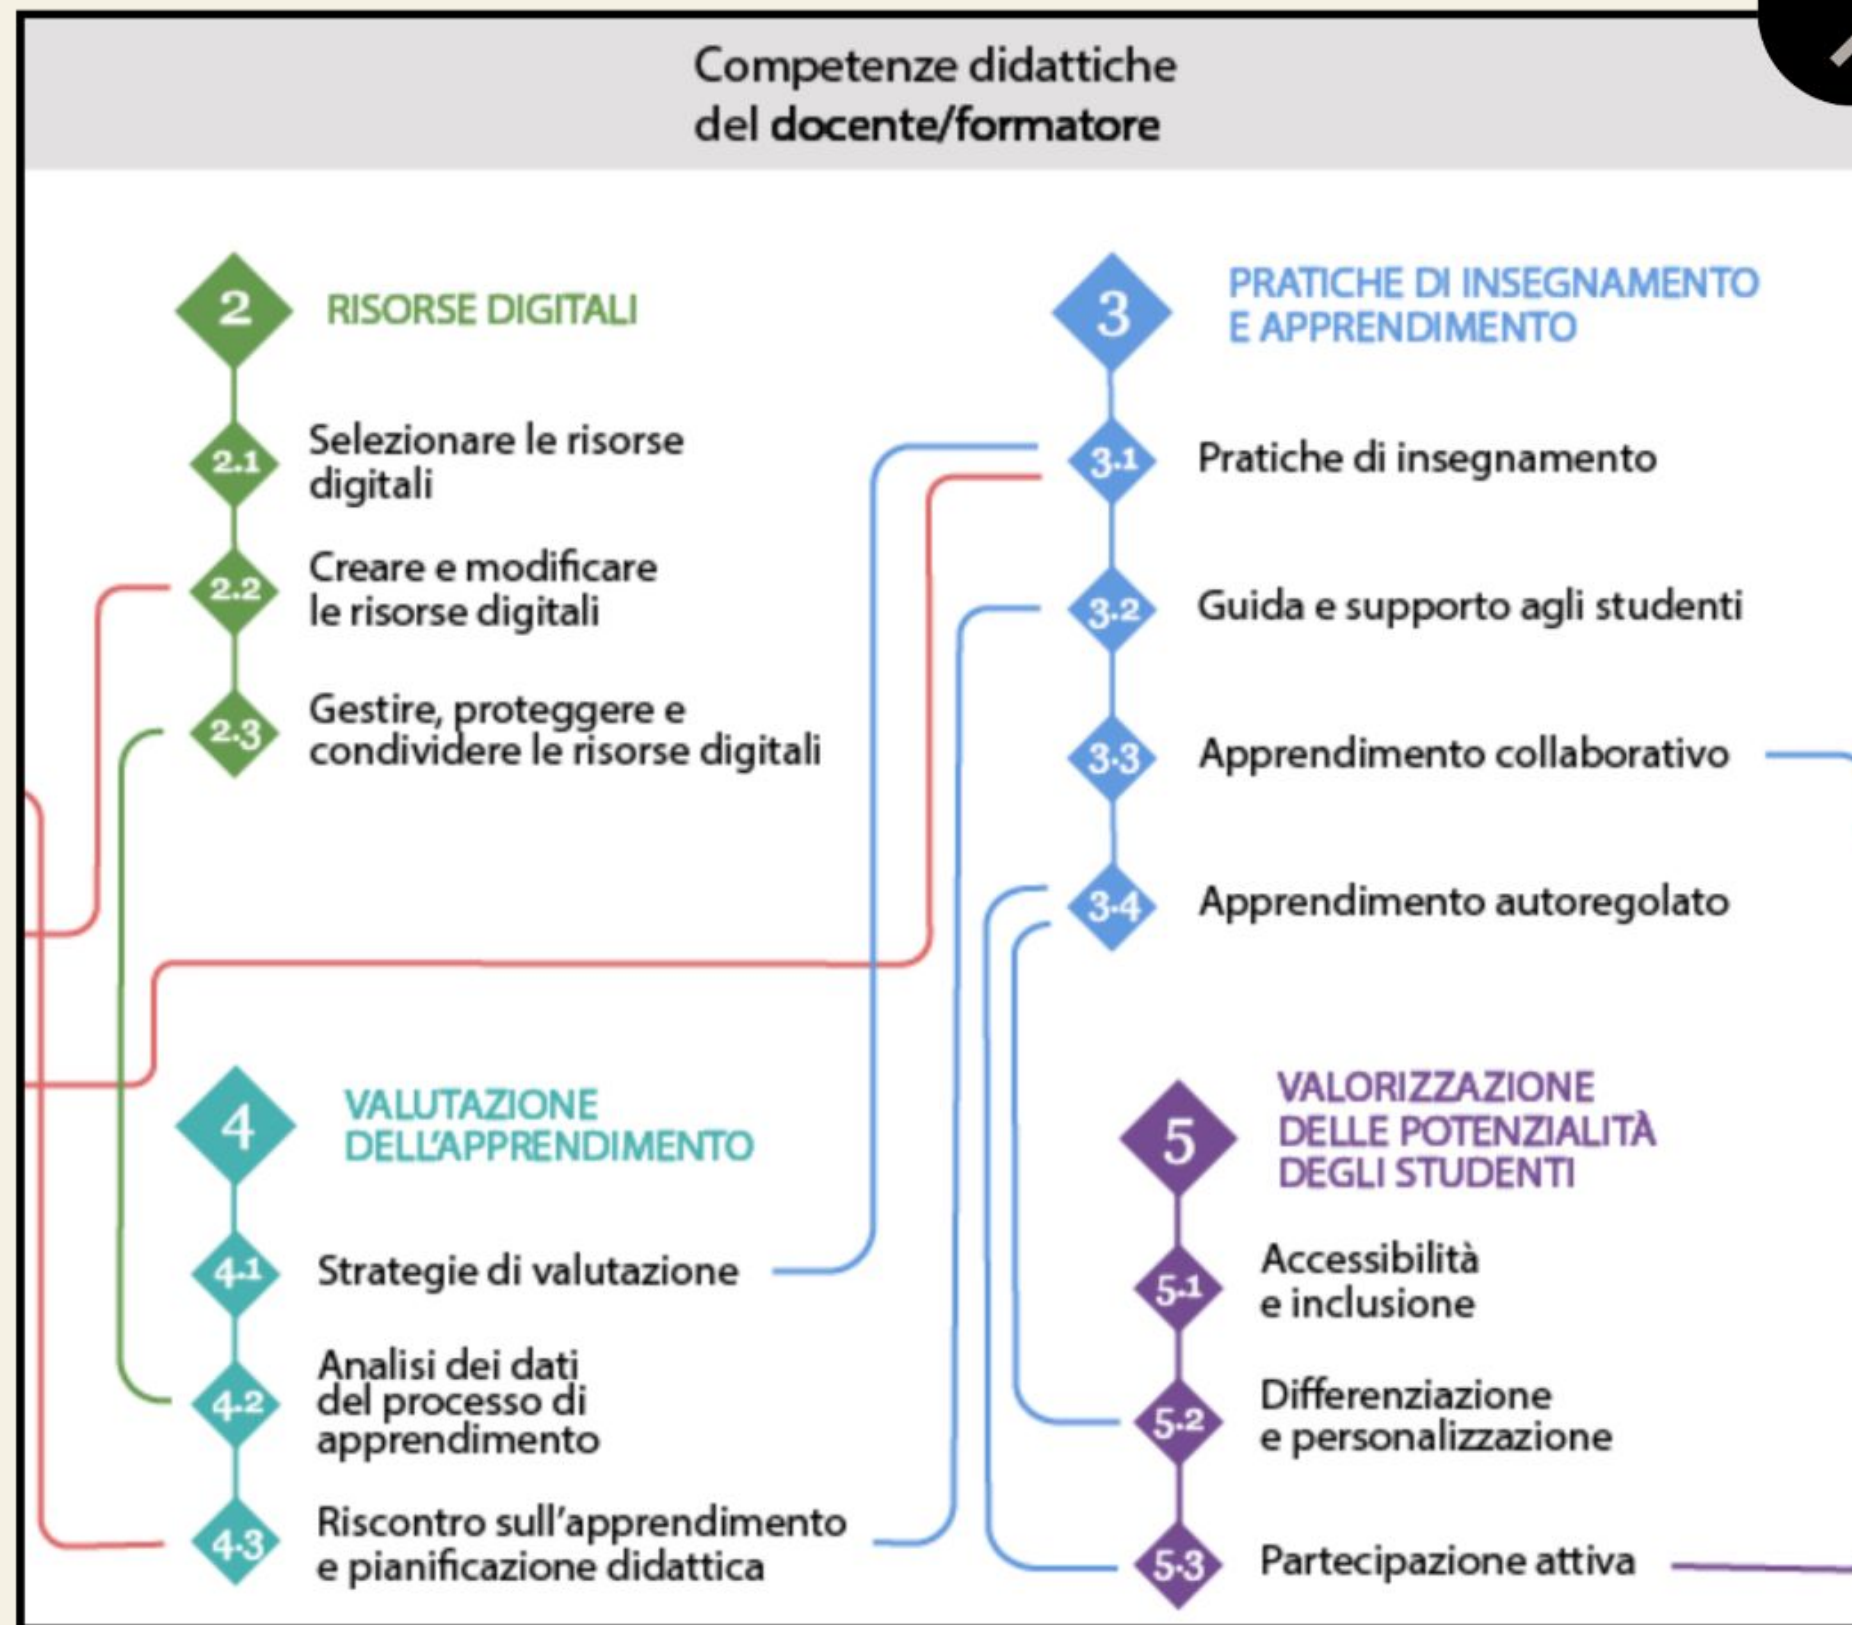 Competenze didattiche
del docente/formatore
2 RISORSE DIGITALI
2.1 Selezionare le risorse
digitali
2.2 Creare e modificare
le risorse digitali
2.3 Gestire, proteggere e
condividere le risorse digitali
3 PRATICHE DI INSEGNAMENTO
E APPRENDIMENTO
3.1 Pratiche di insegnamento
3.2 Guida e supporto agli studenti
3.3 Apprendimento collaborativo
3.4 Apprendimento autoregolato
4 VALUTAZIONE
DELL'APPRENDIMENTO
4.1 Strategie di valutazione
4.2 Analisi dei dati
del processo di
apprendimento
4.3 Riscontro sull'apprendimento
e pianificazione didattica
5 VALORIZZAZIONE
DELLE POTENZIALITÀ
DEGLI STUDENTI
5.1 Accessibilità
e inclusione
5.2 Differenziazione
e personalizzazione
5.3 Partecipazione attiva